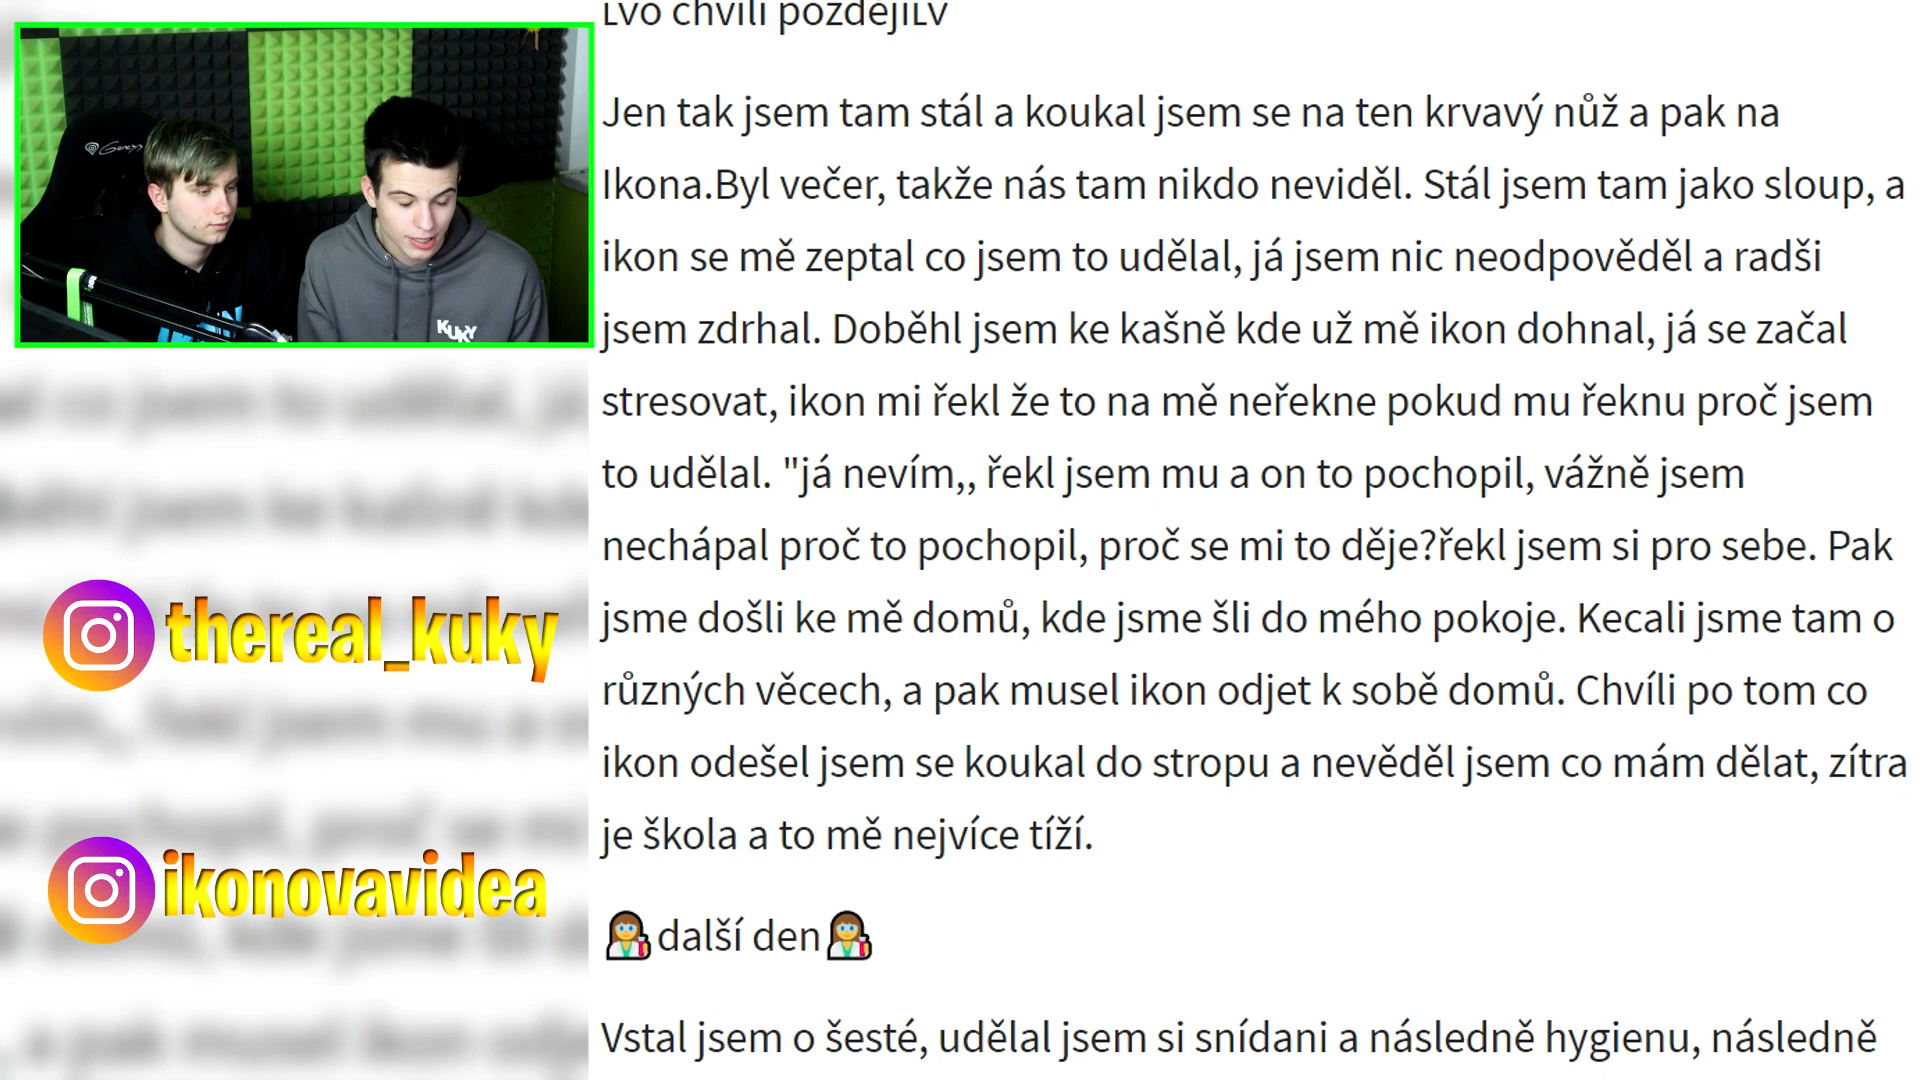 o chvíli později
Jen tak jsem tam stál a koukal jsem se na ten krvavý nůž a pak na
Ikona.Byl večer, takže nás tam nikdo neviděl. Stál jsem tam jako sloup, a
ikon se mě zeptal co jsem to udělal, já jsem nic neodpověděl a radši
jsem zdrhal. Doběhl jsem ke kašně kde už mě ikon dohnal, já se začal
stresovat, ikon mi řekl že to na mě neřekne pokud mu řeknu proč jsem
to udělal. "já nevím,, řekl jsem mu a on to pochopil, vážně jsem
nechápal proč to pochopil, proč se mi to děje?řekl jsem si pro sebe. Pak
jsme došli ke mě domů, kde jsme šli do mého pokoje. Kecali jsme tam o
různých věcech, a pak musel ikon odjet k sobě domů. Chvíli po tom co
ikon odešel jsem se koukal do stropu a nevěděl jsem co mám dělat, zítra
je škola a to mě nejvíce tíží.
👩‍🔬další den👩‍🔬
Vstal jsem o šesté, udělal jsem si snídani a následně hygienu, následně
Genesis
KUKY
thereal_kuky
ikonovavidea